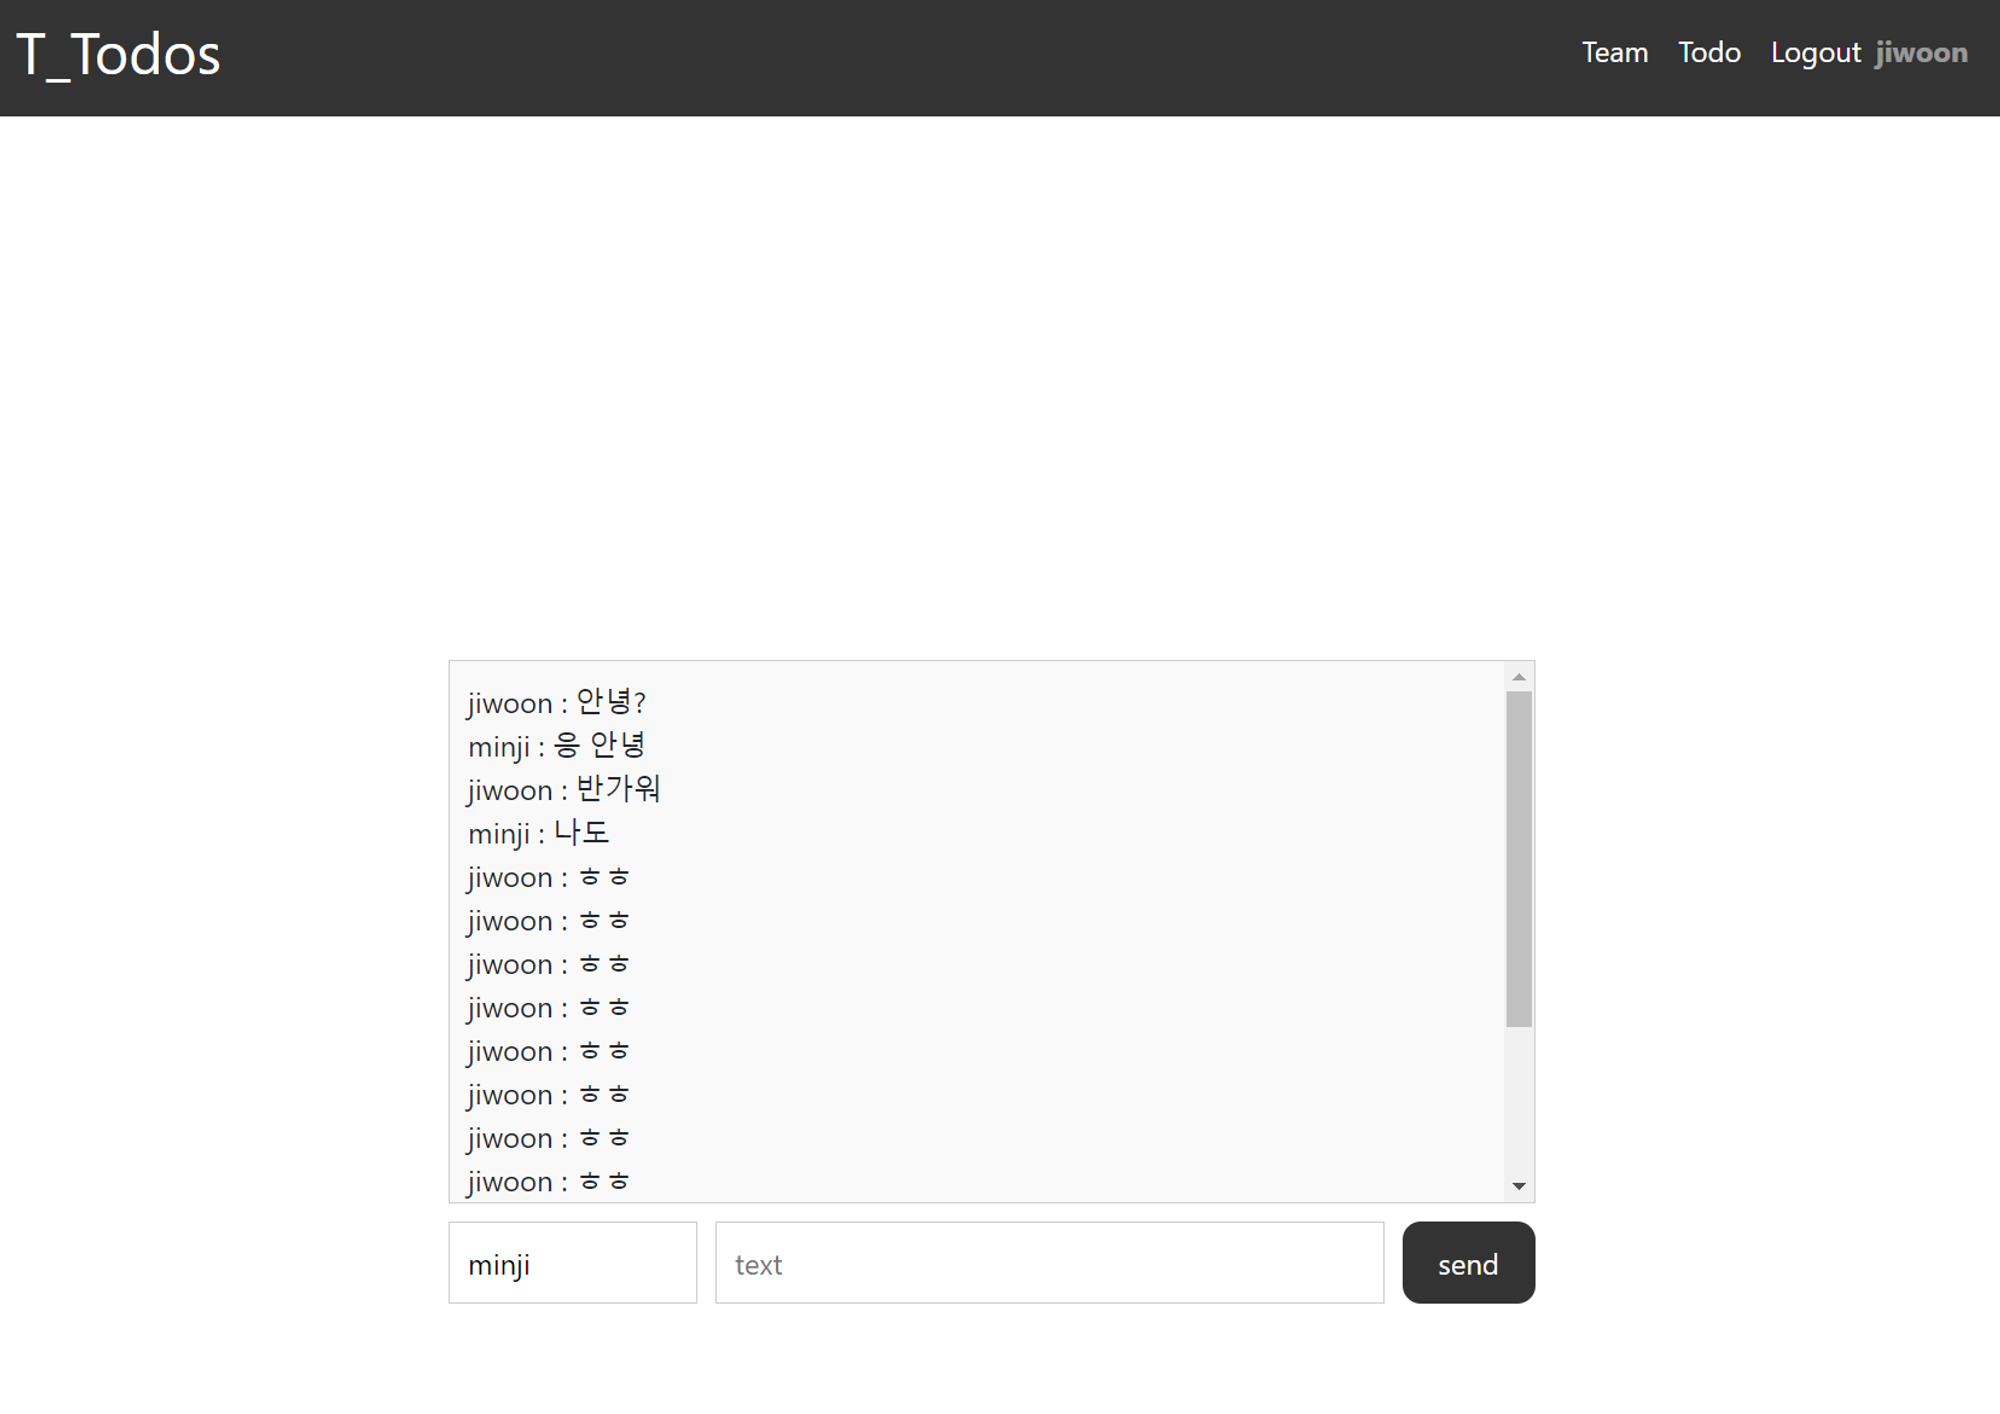 T_Todos
Team Todo Logout jiwoon
jiwoon : 안녕?
minji : 응 안녕
jiwoon : 반가워
minji : 나도
jiwoon : ㅎㅎ
jiwoon : ㅎㅎ
jiwoon : ㅎㅎ
jiwoon : ㅎㅎ
jiwoon : ㅎㅎ
jiwoon : ㅎㅎ
jiwoon : ㅎㅎ
jiwoon : ㅎㅎ
minji text send